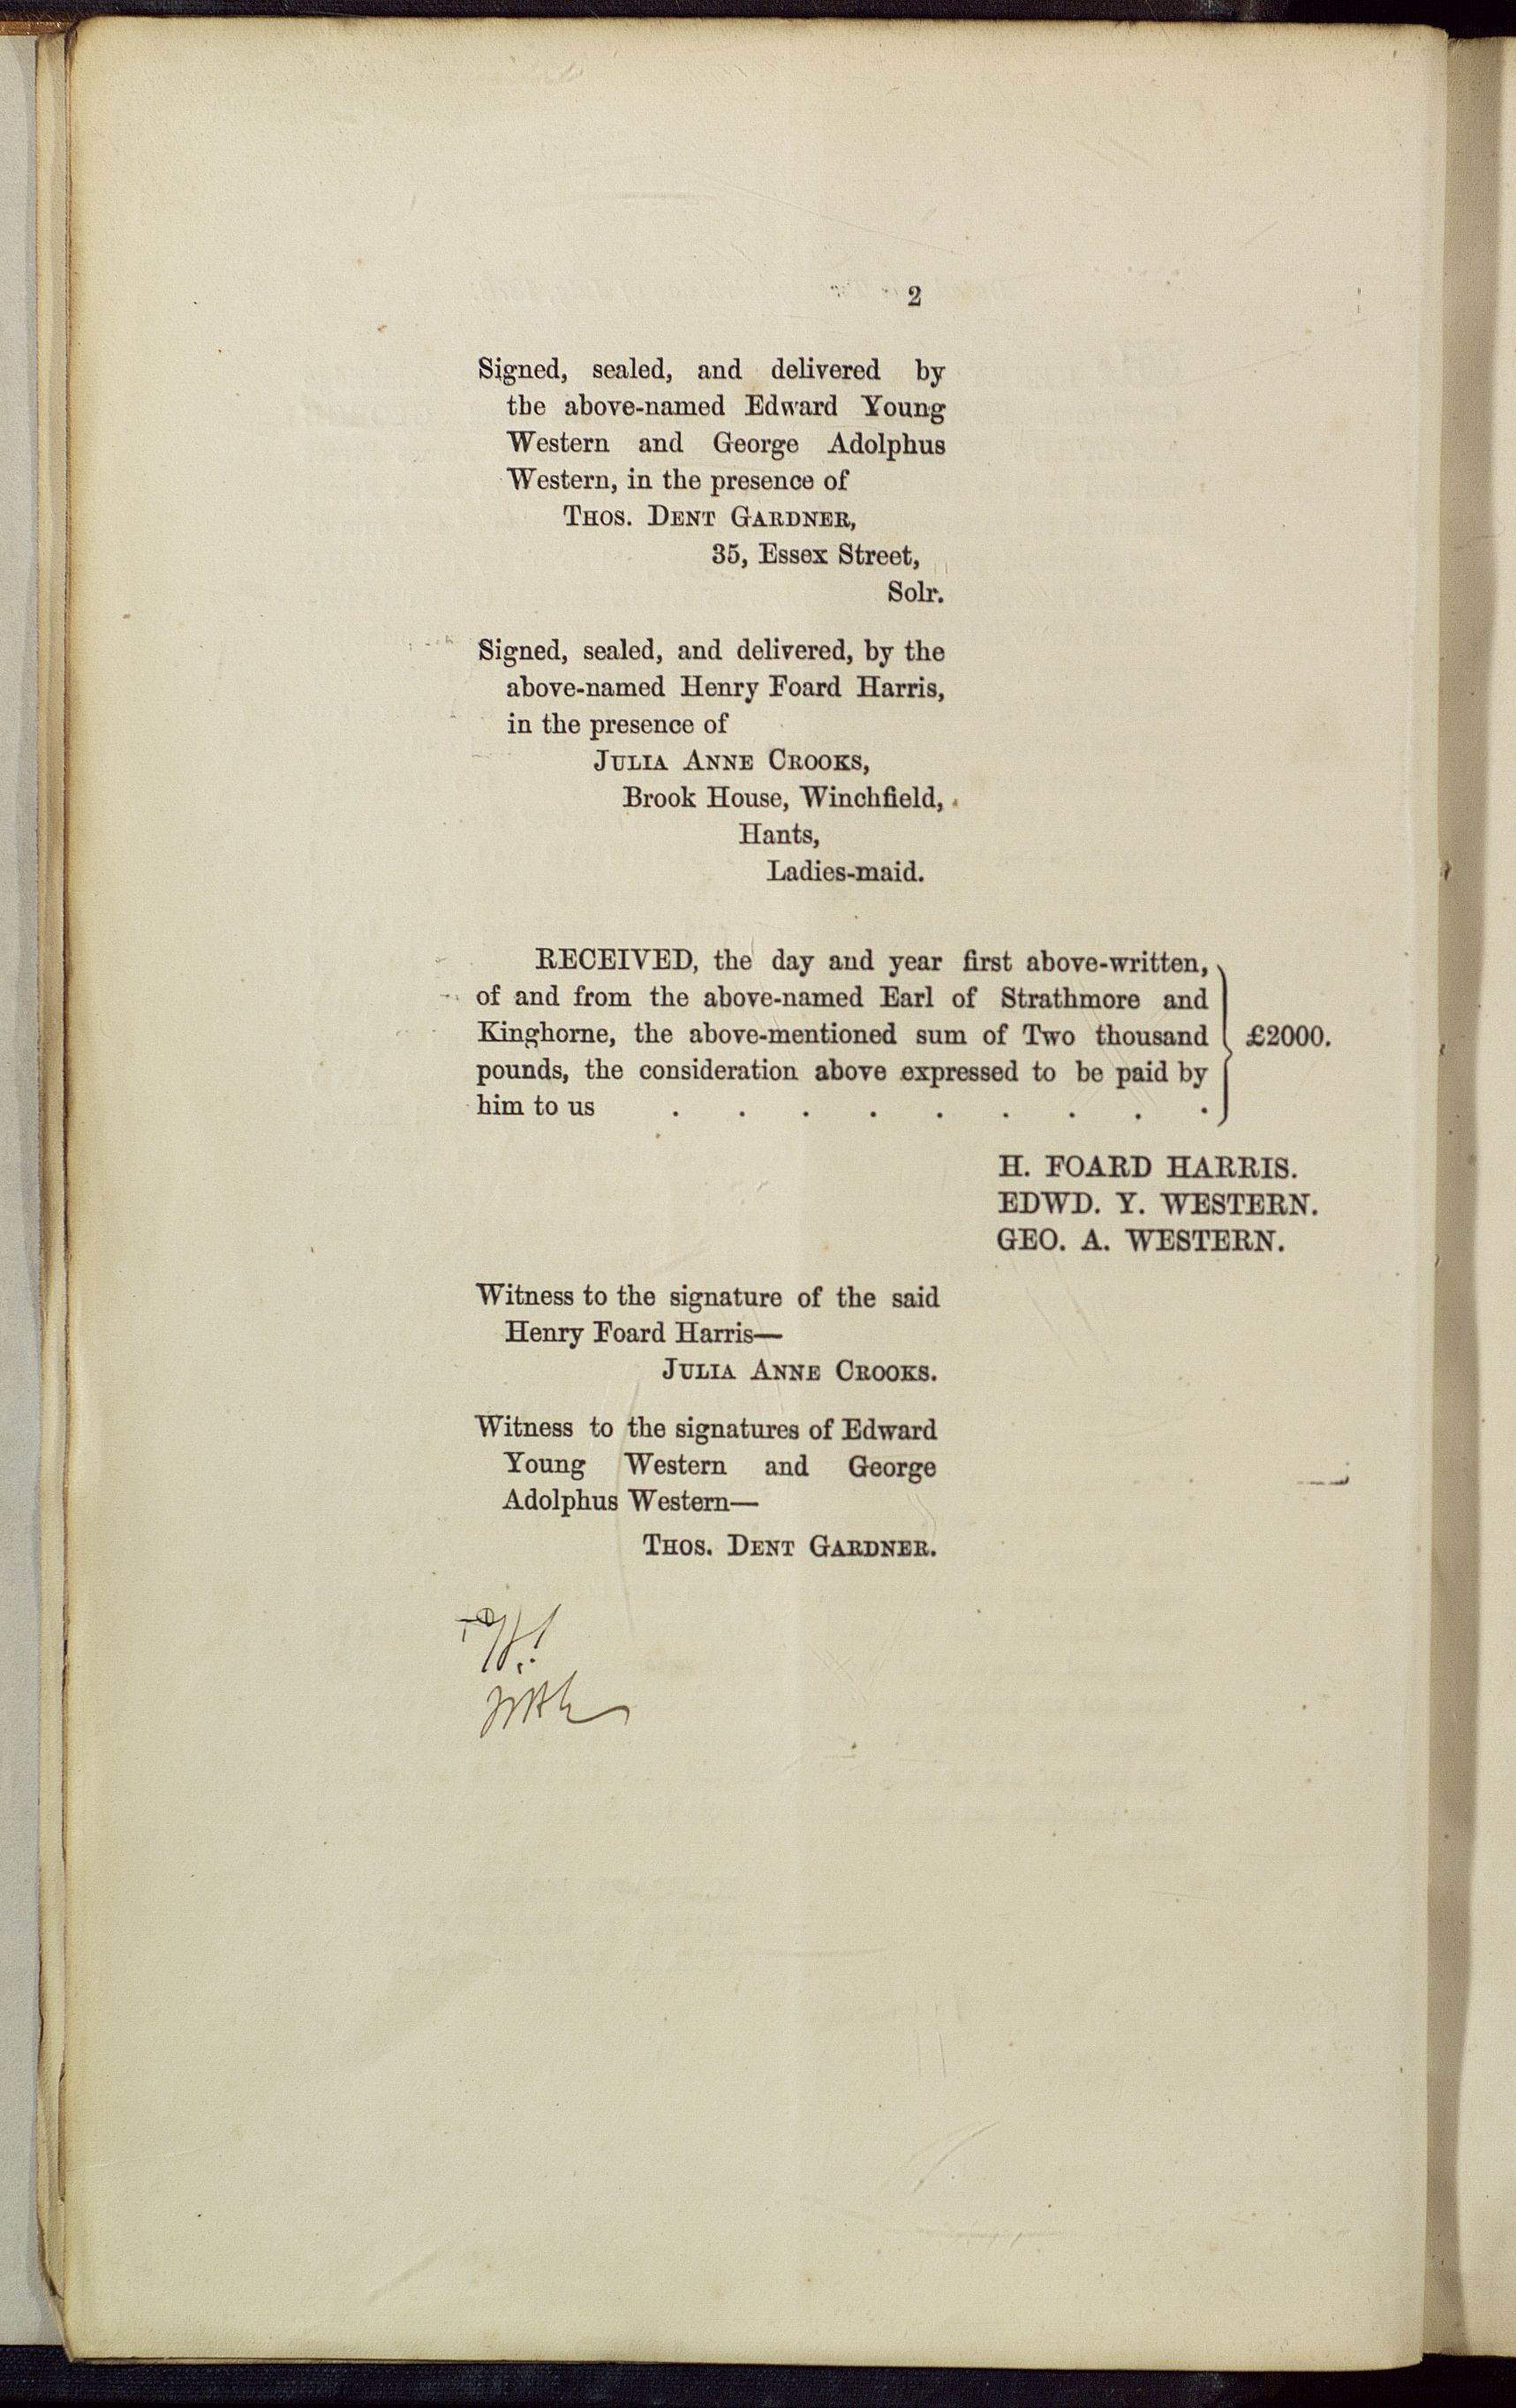 2
Signed, sealed, and delivered by
the above-named Edward Young
Western and George Adolphus
Western, in the presence of
THOS. DENT GARDNER,
35, Essex Street,
Solr.
Signed, sealed, and delivered, by the
above-named Henry Foard Harris,
in the presence of
JULIA ANNE CROOKS,
Brook House, Winchfield,
Hants,
Ladies-maid.
RECEIVED, the day and year first above-written,
of and from the above-named Earl of Strathmore and
Kinghorne, the above-mentioned sum of Two thousand
pounds, the consideration above expressed to be paid by
him to us . . . . . . . . .
£2000.
H. FOARD HARRIS.
EDWD. Y. WESTERN.
GEO. A. WESTERN.
Witness to the signature of the said
Henry Foard Harris—
JULIA ANNE CROOKS.
Witness to the signatures of Edward
Young Western and George
Adolphus Western—
THOS. DENT GARDNER.